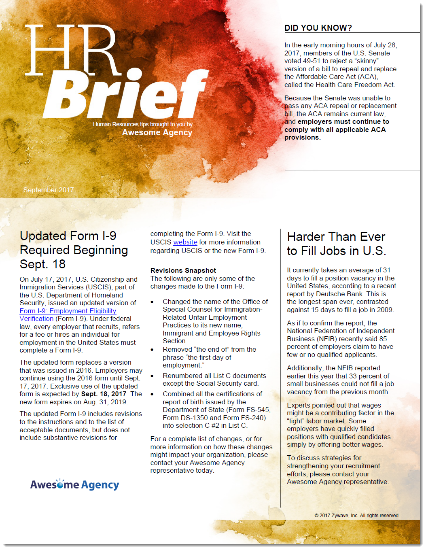 HR
Brief
Human Resources tips brought to you by
Awesome Agency
September 2017
DID YOU KNOW?
In the early morning hours of July 28,
2017, members of the U.S. Senate
voted 49-51 to reject a "skinny"
version of a bill to repeal and replace
the Affordable Care Act (ACA),
called the Health Care Freedom Act.
Because the Senate was unable to
pass any ACA repeal or replacement
bill, the ACA remains current law
and employers must continue to
comply with all applicable ACA
provisions.
Updated Form I-9
Required Beginning
Sept. 18
On July 17, 2017, U.S. Citizenship and
Immigration Services (USCIS), part of
the U.S. Department of Homeland
Security, issued an updated version of
Form I-9, Employment Eligibility
Verification (Form I-9). Under federal
law, every employer that recruits, refers
for a fee or hires an individual for
employment in the United States must
complete a Form I-9.
The updated form replaces a version
that was issued in 2016. Employers may
continue using the 2016 form until Sept.
17, 2017. Exclusive use of the updated
form is expected by Sept. 18, 2017. The
new form expires on Aug. 31, 2019.
The updated Form I-9 includes revisions
to the instructions and to the list of
acceptable documents, but does not
include substantive revisions for
Awesome Agency
completing the Form I-9. Visit the
USCIS website for more information
regarding USCIS or the new Form I-9.
Revisions Snapshot
The following are only some of the
changes made to the Form I-9.
• Changed the name of the Office of
Special Counsel for Immigration-
Related Unfair Employment
Practices to its new name,
Immigrant and Employee Rights
Section
• Removed "the end of" from the
phrase "the first day of
employment."
• Renumbered all List C documents
except the Social Security card.
• Combined all the certifications of
report of birth issued by the
Department of State (Form FS-545,
Form DS-1350 and Form FS-240)
into selection C #2 in List C.
For a complete list of changes, or for
more information on how these changes
might impact your organization, please
contact your Awesome Agency
representative today.
Harder Than Ever
to Fill Jobs in U.S.
It currently takes an average of 31
days to fill a position vacancy in the
United States, according to a recent
report by Deutsche Bank. This is
the longest span ever, contrasted
against 15 days to fill a job in 2009.
As if to confirm the report, the
National Federation of Independent
Business (NFIB) recently said 85
percent of employers claim to have
few or no qualified applicants.
Additionally, the NFIB reported
earlier this year that 33 percent of
small businesses could not fill a job
vacancy from the previous month.
Experts pointed out that wages
might be a contributing factor in the
"tight" labor market. Some
employers have quickly filled
positions with qualified candidates
simply by offering better wages.
To discuss strategies for
strengthening your recruitment
efforts, please contact your
Awesome Agency representative.
© 2017 Zywave, Inc. All rights reserved.